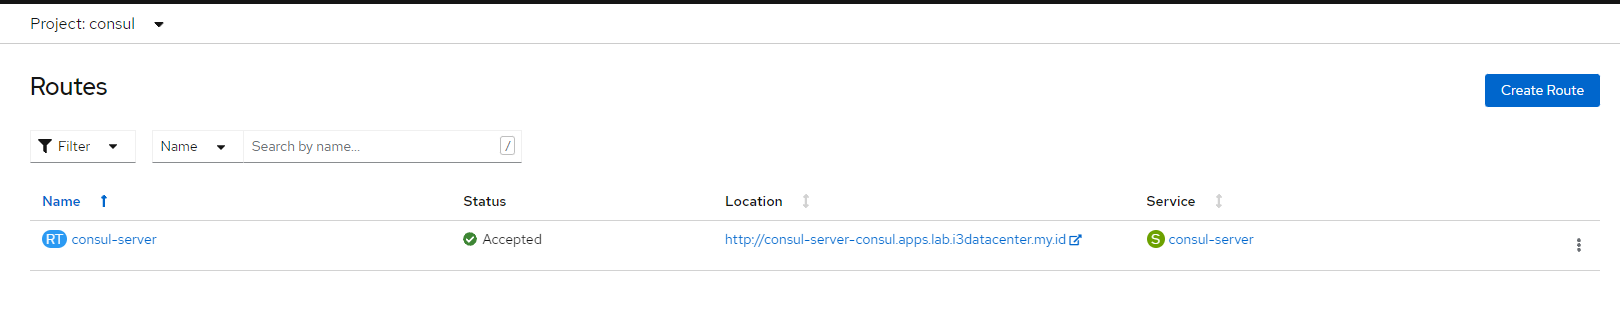 Project: consul
Routes
Create Route
Filter Name Search by name... /
Name Status Location Service
RT consul-server Accepted http://consul-server-consul.apps.lab.i3datacenter.my.id S consul-server